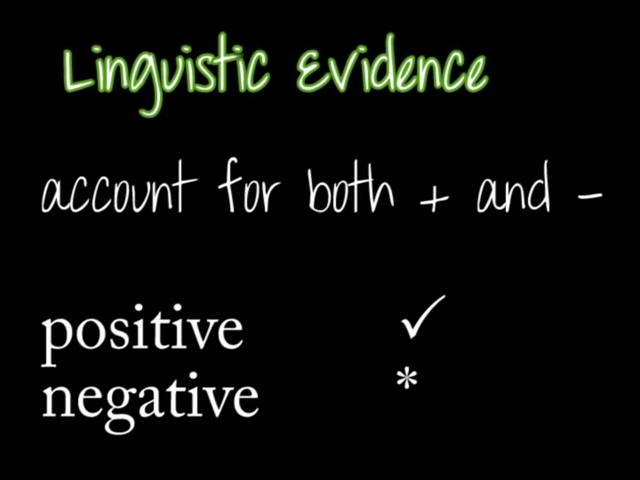 Linguistic Evidence
account for both + and -
positive ✓
negative *